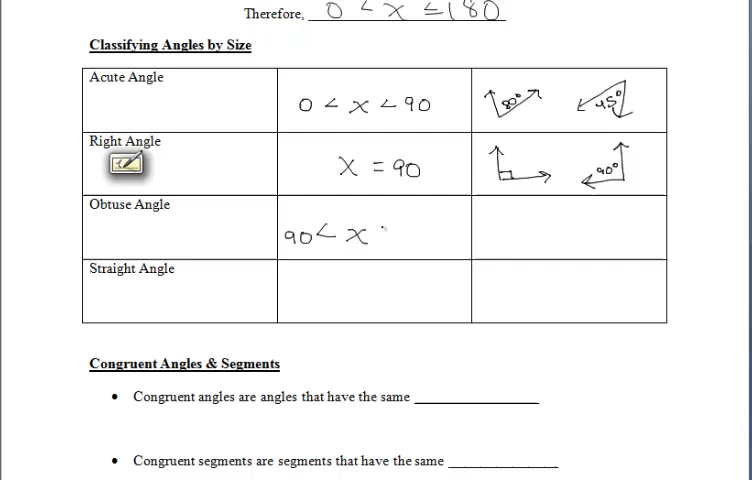 Therefore, 0 < x ≤ 180
Classifying Angles by Size
Acute Angle
0 < x < 90
80°
45°
Right Angle
x = 90
90°
Obtuse Angle
90 < x
Straight Angle
Congruent Angles & Segments
• Congruent angles are angles that have the same ________________
• Congruent segments are segments that have the same ______________